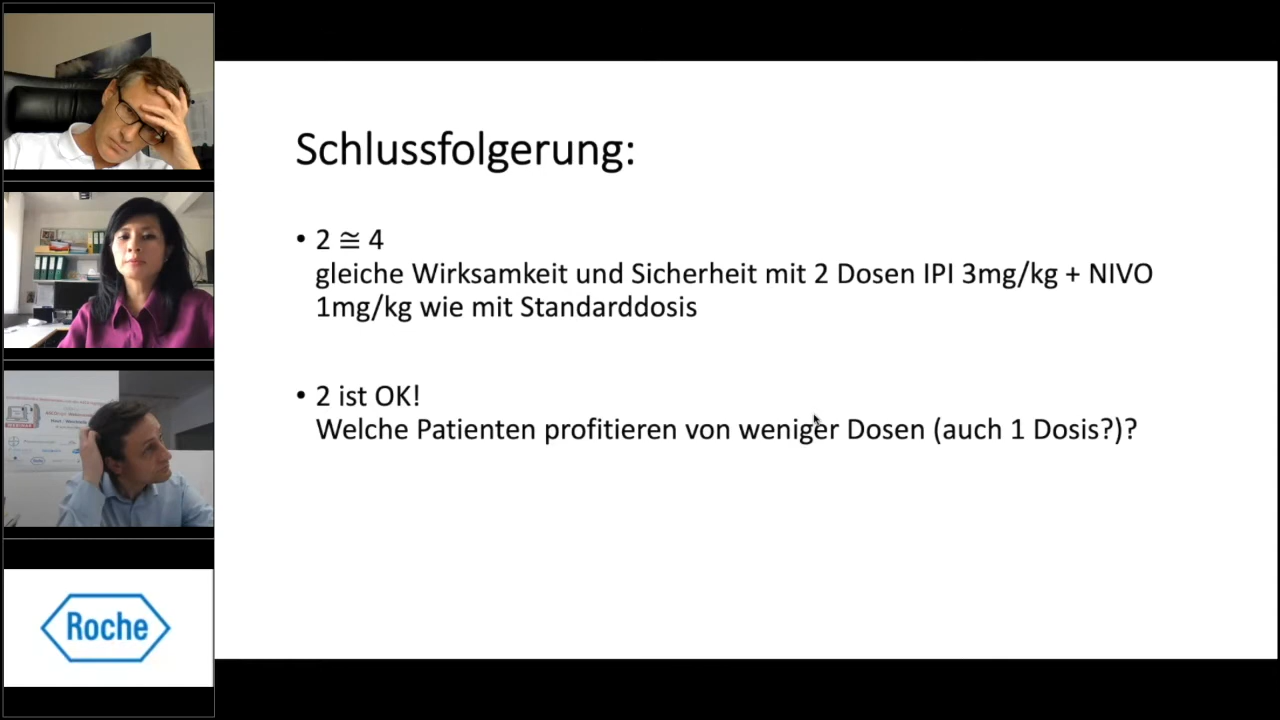 Schlussfolgerung:
• 2 ≅ 4
gleiche Wirksamkeit und Sicherheit mit 2 Dosen IPI 3mg/kg + NIVO
1mg/kg wie mit Standarddosis
• 2 ist OK!
Welche Patienten profitieren von weniger Dosen (auch 1 Dosis?)?
Roche